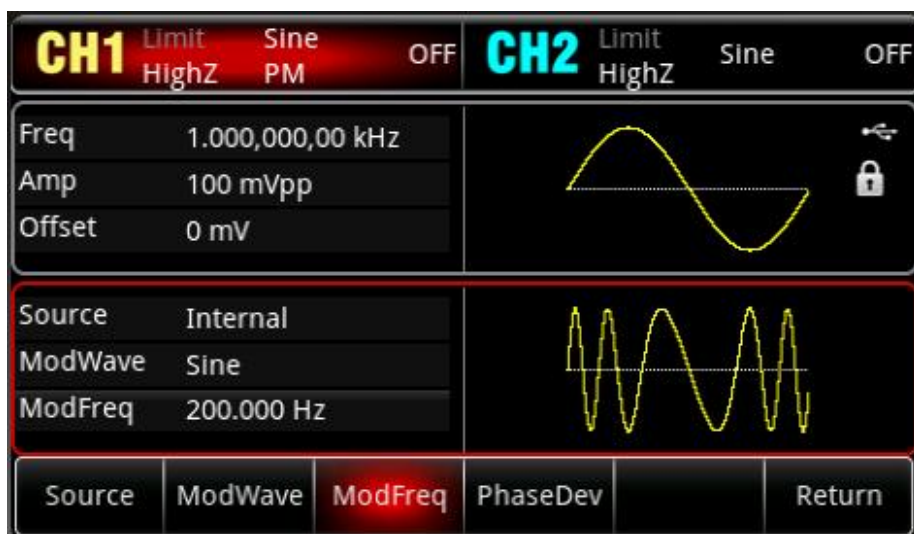 CH1 Limit Sine OFF CH2 Limit Sine OFF
HighZ PM HighZ
Freq 1.000,000,00 kHz
Amp 100 mVpp
Offset 0 mV
Source Internal
ModWave Sine
ModFreq 200.000 Hz
Source ModWave ModFreq PhaseDev Return